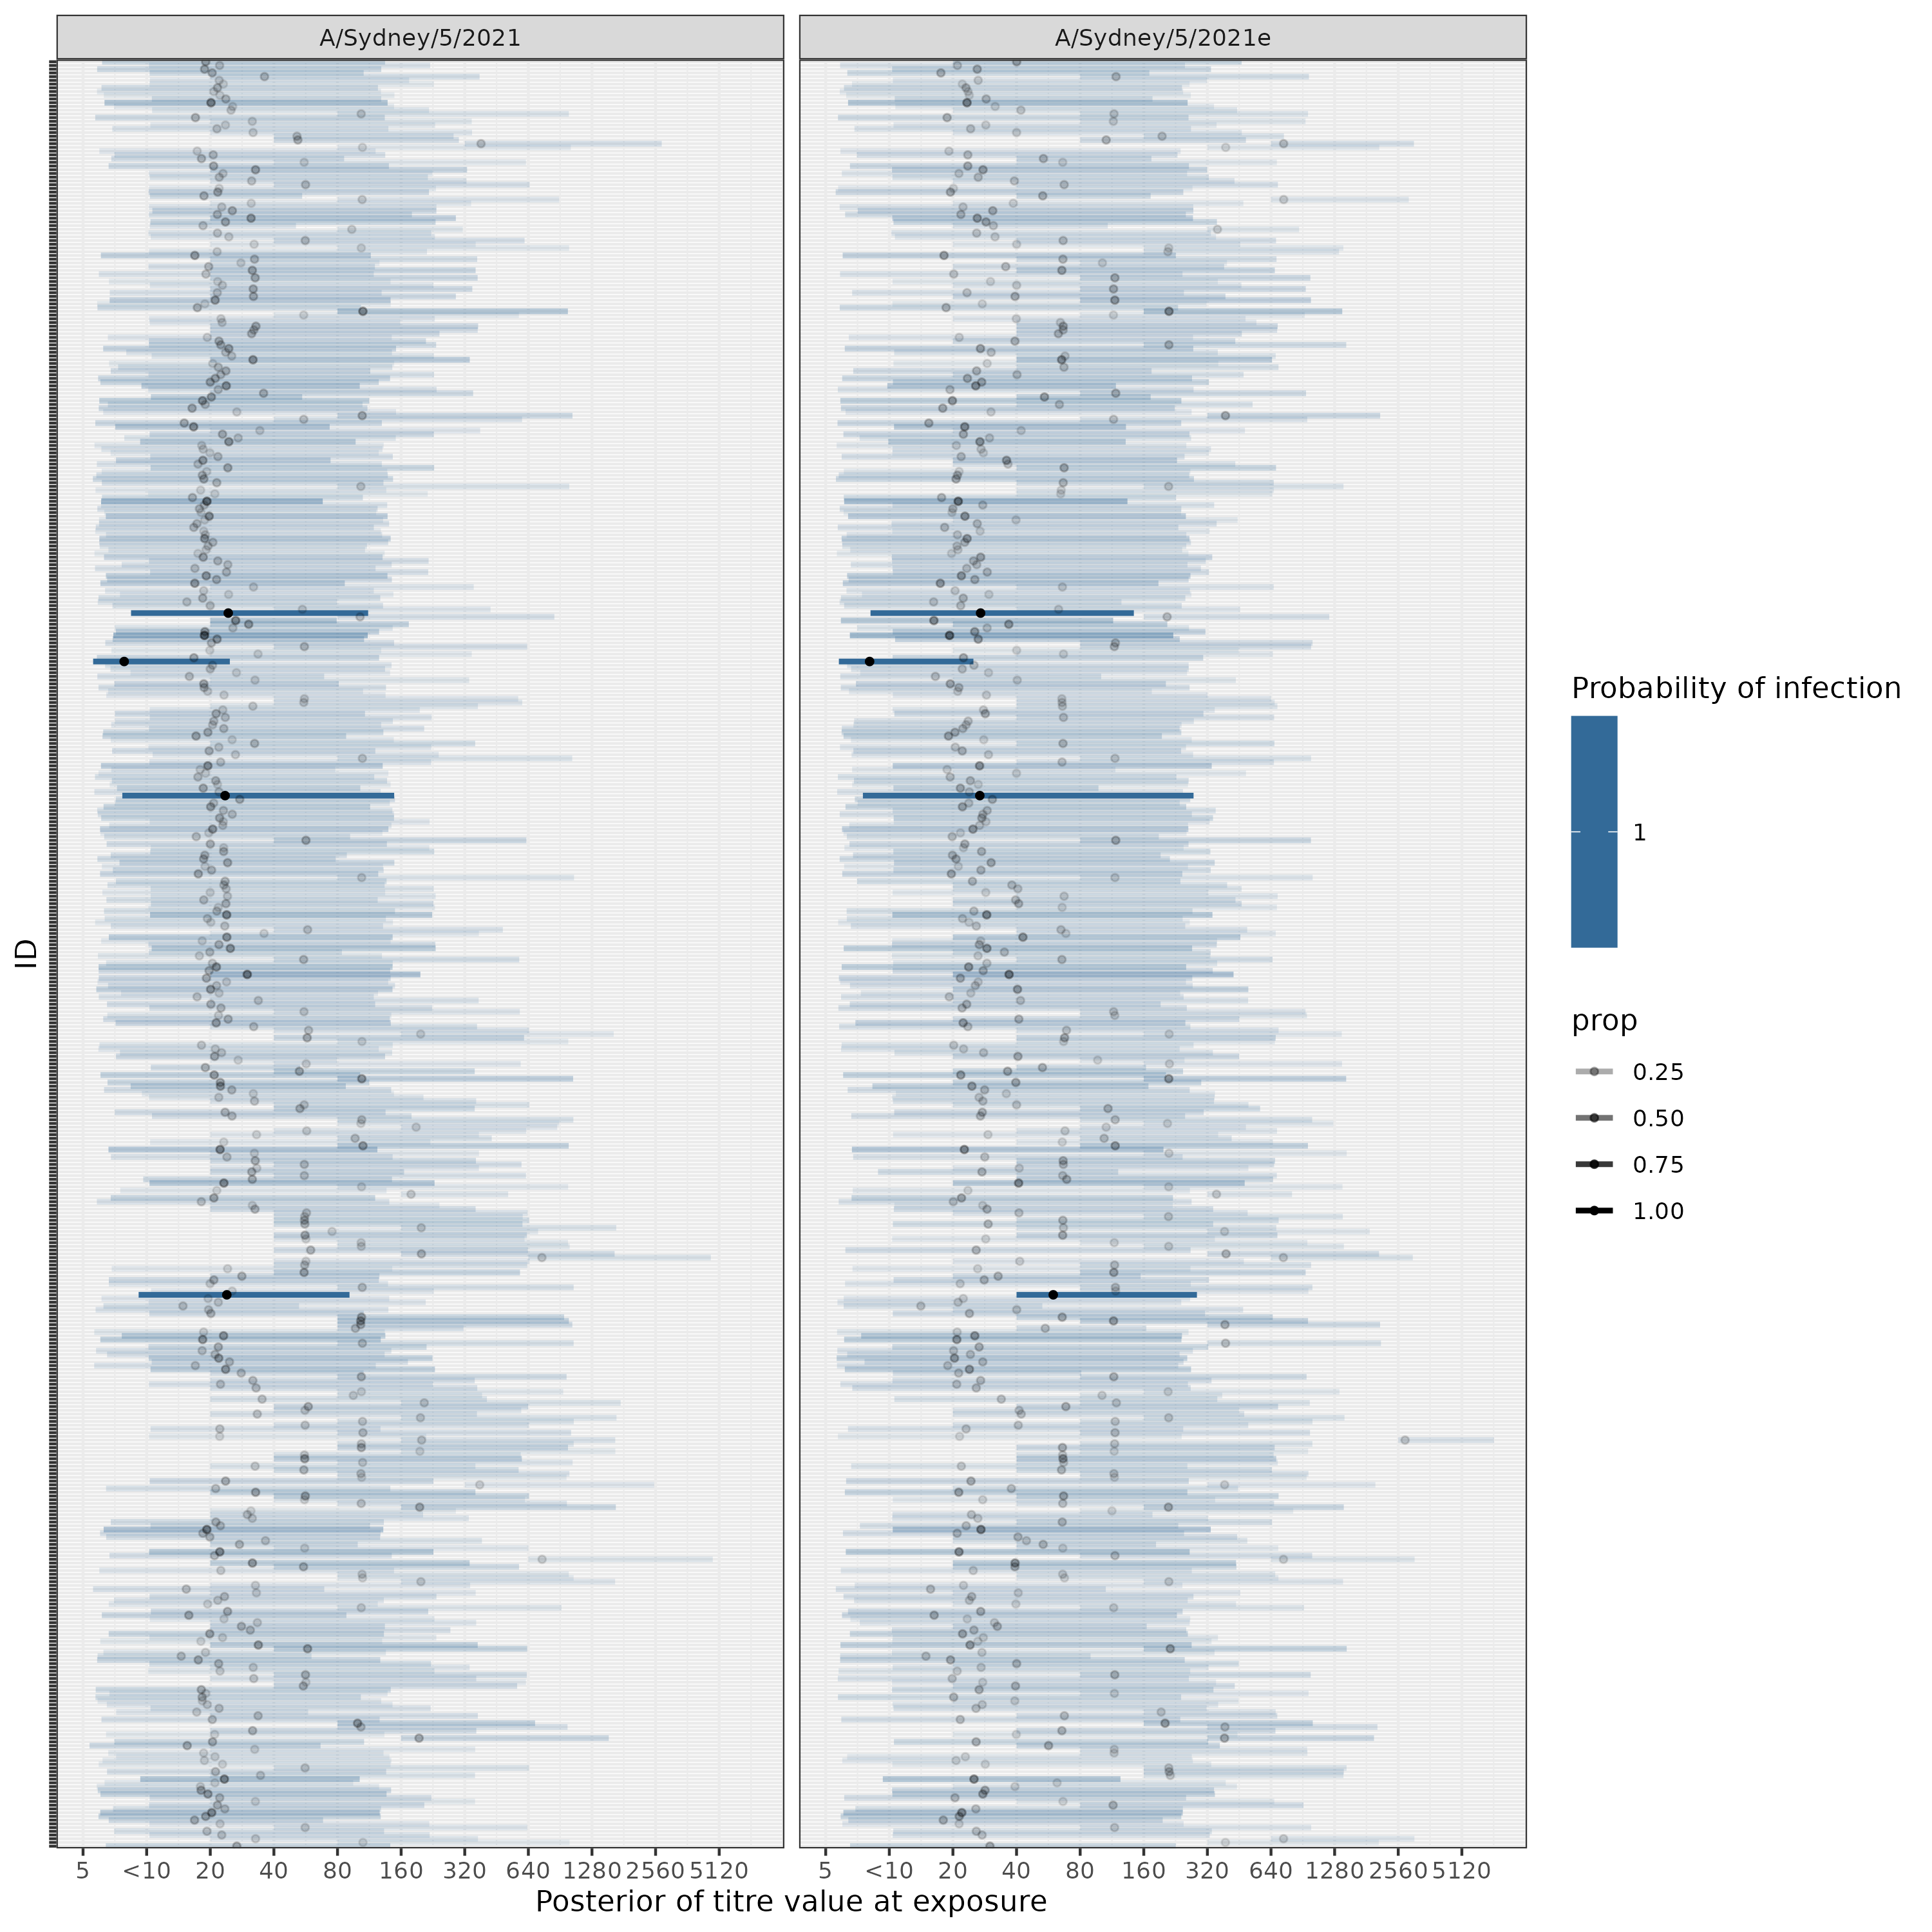 A/Sydney/5/2021
A/Sydney/5/2021e
ID
5 <10 20 40 80 160 320 640 1280 2560 5120
5 <10 20 40 80 160 320 640 1280 2560 5120
Posterior of titre value at exposure
Probability of infection
1
prop
0.25
0.50
0.75
1.00